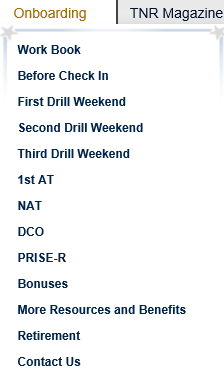 Onboarding
TNR Magazine
Work Book
Before Check In
First Drill Weekend
Second Drill Weekend
Third Drill Weekend
1st AT
NAT
DCO
PRISE-R
Bonuses
More Resources and Benefits
Retirement
Contact Us